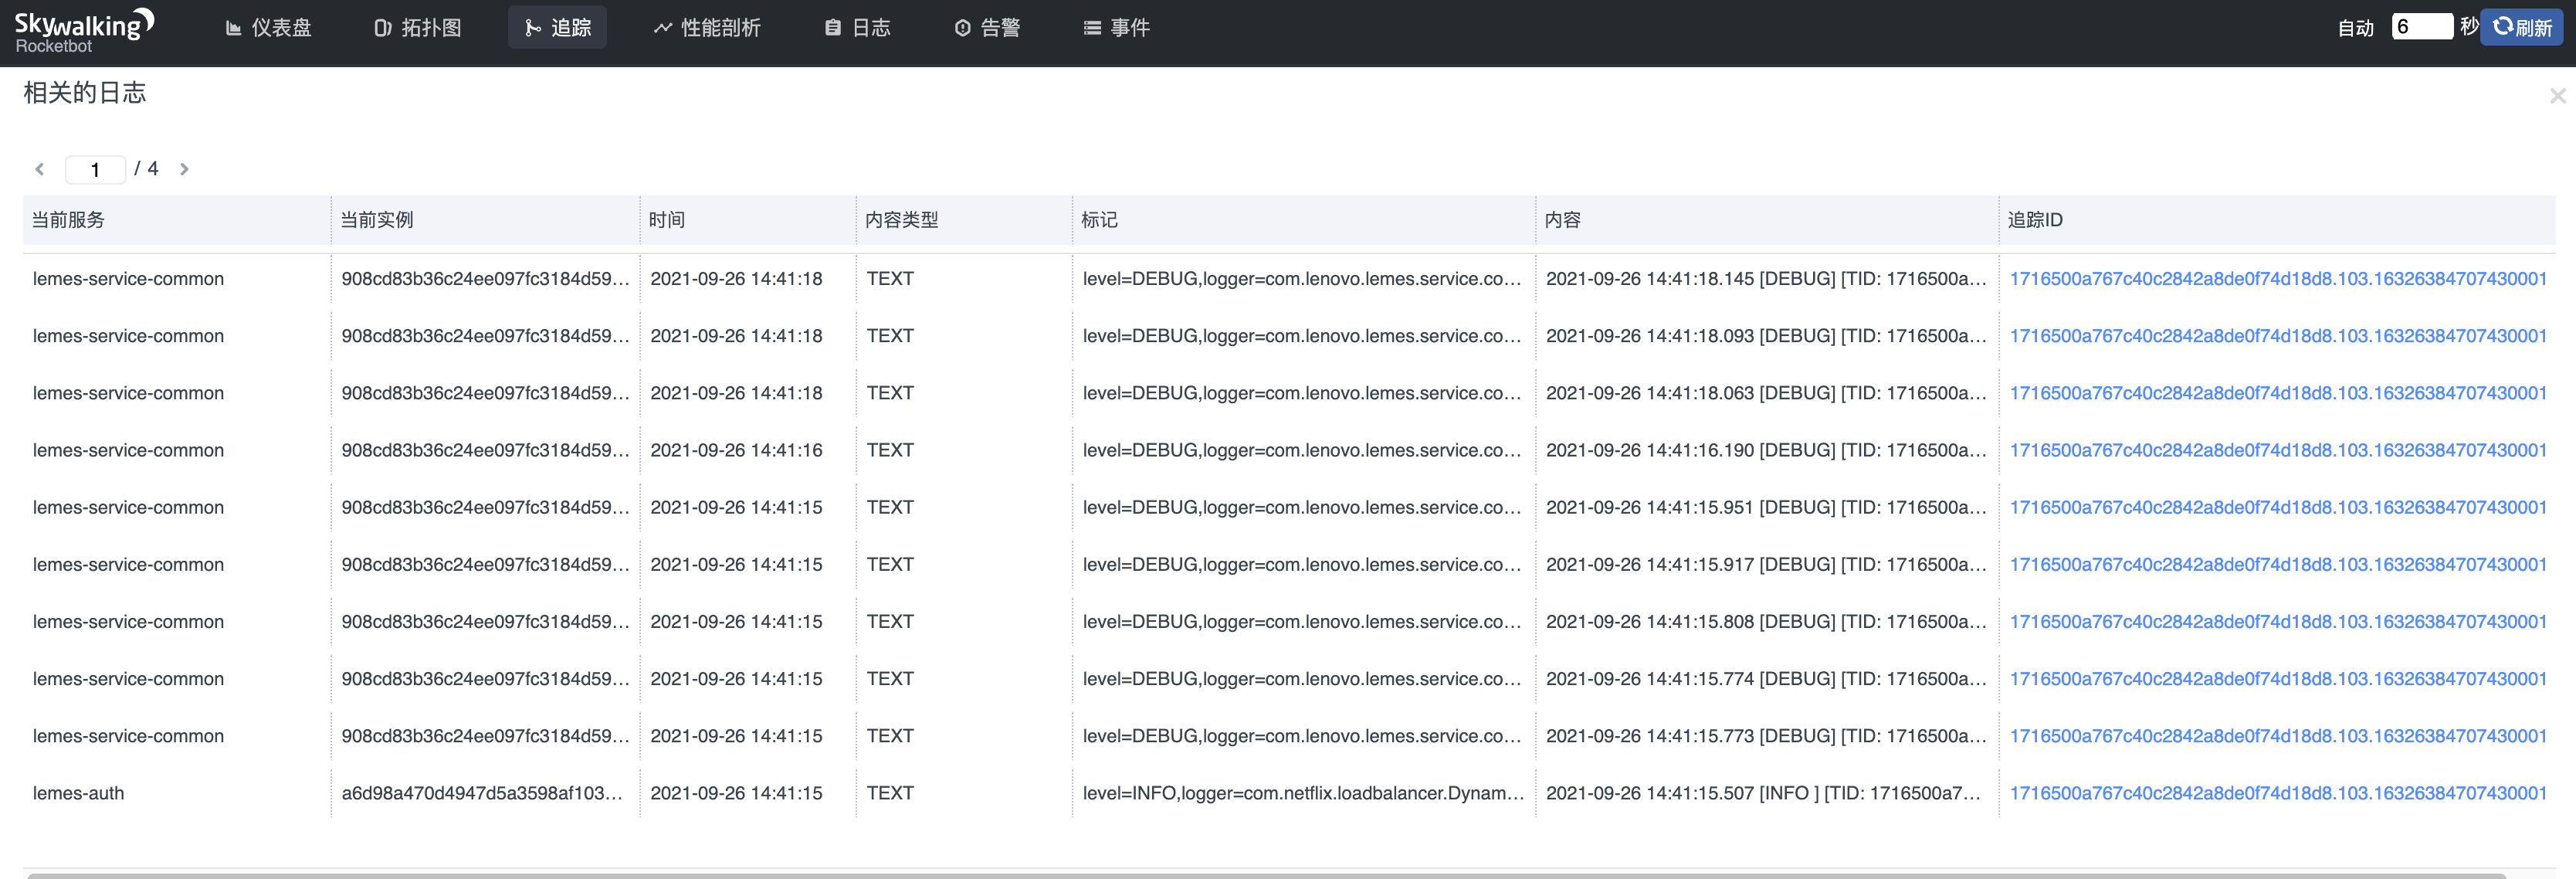 Skywalking
Rocketbot
仪表盘 拓扑图 追踪 性能剖析 日志 告警 事件 自动 6 秒 刷新
相关的日志
1 / 4
当前服务 当前实例 时间 内容类型 标记 内容 追踪ID
lemes-service-common 908cd83b36c24ee097fc3184d59... 2021-09-26 14:41:18 TEXT level=DEBUG,logger=com.lenovo.lemes.service.co... 2021-09-26 14:41:18.145 [DEBUG] [TID: 1716500a... 1716500a767c40c2842a8de0f74d18d8.103.16326384707430001
lemes-service-common 908cd83b36c24ee097fc3184d59... 2021-09-26 14:41:18 TEXT level=DEBUG,logger=com.lenovo.lemes.service.co... 2021-09-26 14:41:18.093 [DEBUG] [TID: 1716500a... 1716500a767c40c2842a8de0f74d18d8.103.16326384707430001
lemes-service-common 908cd83b36c24ee097fc3184d59... 2021-09-26 14:41:18 TEXT level=DEBUG,logger=com.lenovo.lemes.service.co... 2021-09-26 14:41:18.063 [DEBUG] [TID: 1716500a... 1716500a767c40c2842a8de0f74d18d8.103.16326384707430001
lemes-service-common 908cd83b36c24ee097fc3184d59... 2021-09-26 14:41:16 TEXT level=DEBUG,logger=com.lenovo.lemes.service.co... 2021-09-26 14:41:16.190 [DEBUG] [TID: 1716500a... 1716500a767c40c2842a8de0f74d18d8.103.16326384707430001
lemes-service-common 908cd83b36c24ee097fc3184d59... 2021-09-26 14:41:15 TEXT level=DEBUG,logger=com.lenovo.lemes.service.co... 2021-09-26 14:41:15.951 [DEBUG] [TID: 1716500a... 1716500a767c40c2842a8de0f74d18d8.103.16326384707430001
lemes-service-common 908cd83b36c24ee097fc3184d59... 2021-09-26 14:41:15 TEXT level=DEBUG,logger=com.lenovo.lemes.service.co... 2021-09-26 14:41:15.917 [DEBUG] [TID: 1716500a... 1716500a767c40c2842a8de0f74d18d8.103.16326384707430001
lemes-service-common 908cd83b36c24ee097fc3184d59... 2021-09-26 14:41:15 TEXT level=DEBUG,logger=com.lenovo.lemes.service.co... 2021-09-26 14:41:15.808 [DEBUG] [TID: 1716500a... 1716500a767c40c2842a8de0f74d18d8.103.16326384707430001
lemes-service-common 908cd83b36c24ee097fc3184d59... 2021-09-26 14:41:15 TEXT level=DEBUG,logger=com.lenovo.lemes.service.co... 2021-09-26 14:41:15.774 [DEBUG] [TID: 1716500a... 1716500a767c40c2842a8de0f74d18d8.103.16326384707430001
lemes-service-common 908cd83b36c24ee097fc3184d59... 2021-09-26 14:41:15 TEXT level=DEBUG,logger=com.lenovo.lemes.service.co... 2021-09-26 14:41:15.773 [DEBUG] [TID: 1716500a... 1716500a767c40c2842a8de0f74d18d8.103.16326384707430001
lemes-auth a6d98a470d4947d5a3598af103... 2021-09-26 14:41:15 TEXT level=INFO,logger=com.netflix.loadbalancer.Dynam... 2021-09-26 14:41:15.507 [INFO ] [TID: 1716500a7... 1716500a767c40c2842a8de0f74d18d8.103.16326384707430001